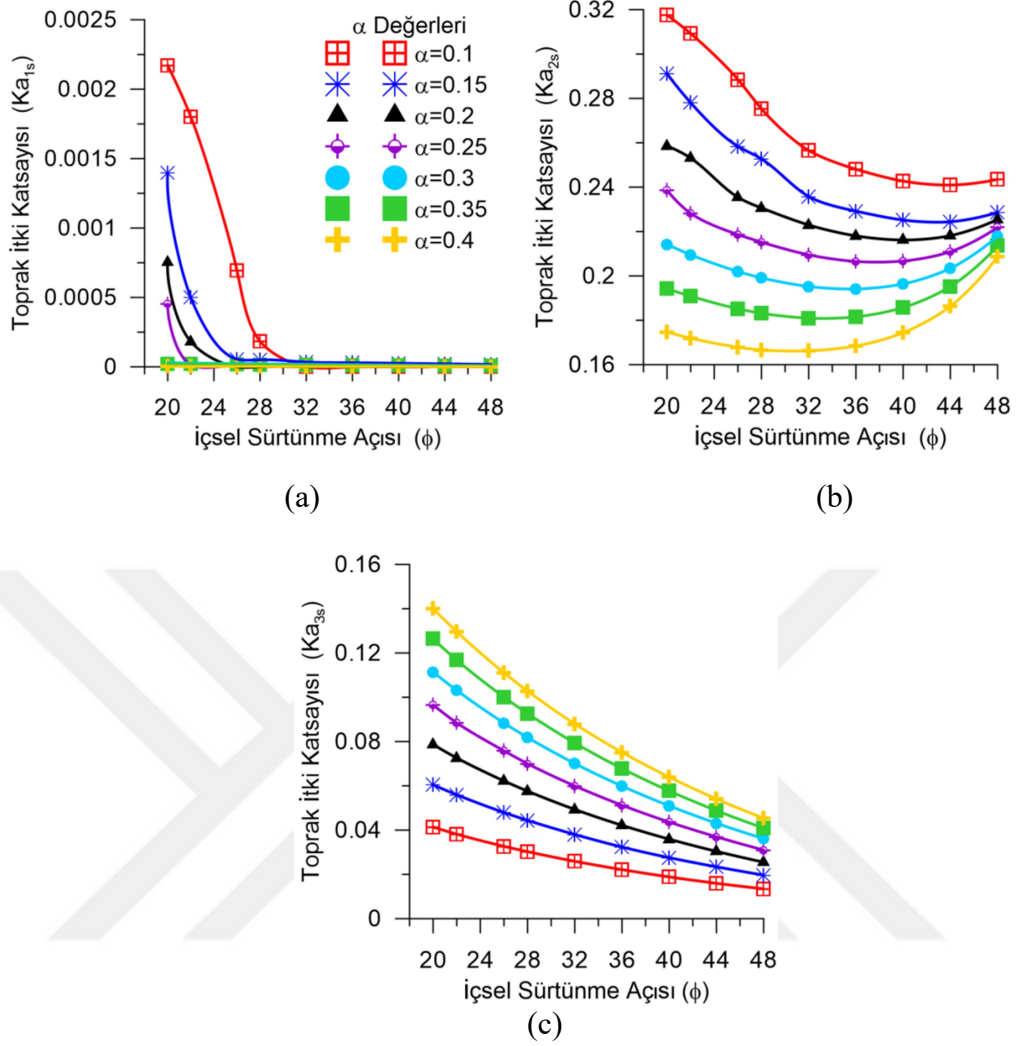 Toprak itki Katsayısı (Ka1s)
0.0025
0.002
0.0015
0.001
0.0005
0
20 24 28 32 36 40 44 48
İçsel Sürtünme Açısı (ϕ)
α Değerleri
α=0.1
α=0.15
α=0.2
α=0.25
α=0.3
α=0.35
α=0.4
(a)
Toprak itki Katsayısı (Ka2s)
0.32
0.28
0.24
0.2
0.16
20 24 28 32 36 40 44 48
İçsel Sürtünme Açısı (ϕ)
(b)
Toprak itki Katsayısı (Ka3s)
0.16
0.12
0.08
0.04
0
20 24 28 32 36 40 44 48
İçsel Sürtünme Açısı (ϕ)
(c)